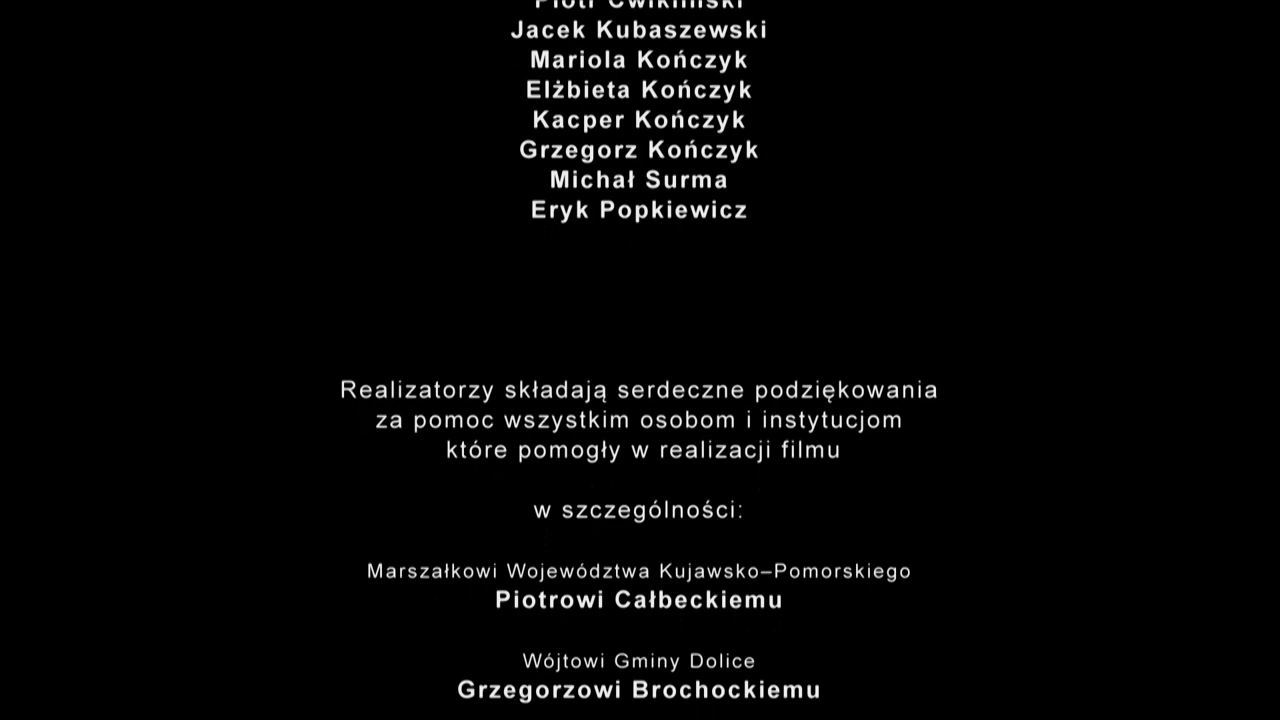 Piotr Ćwikliński
Jacek Kubaszewski
Mariola Kończyk
Elżbieta Kończyk
Kacper Kończyk
Grzegorz Kończyk
Michał Surma
Eryk Popkiewicz
Realizatorzy składają serdeczne podziękowania
za pomoc wszystkim osobom i instytucjom
które pomogły w realizacji filmu
w szczególności:
Marszałkowi Województwa Kujawsko–Pomorskiego
Piotrowi Całbeckiemu
Wójtowi Gminy Dolice
Grzegorzowi Brochockiemu